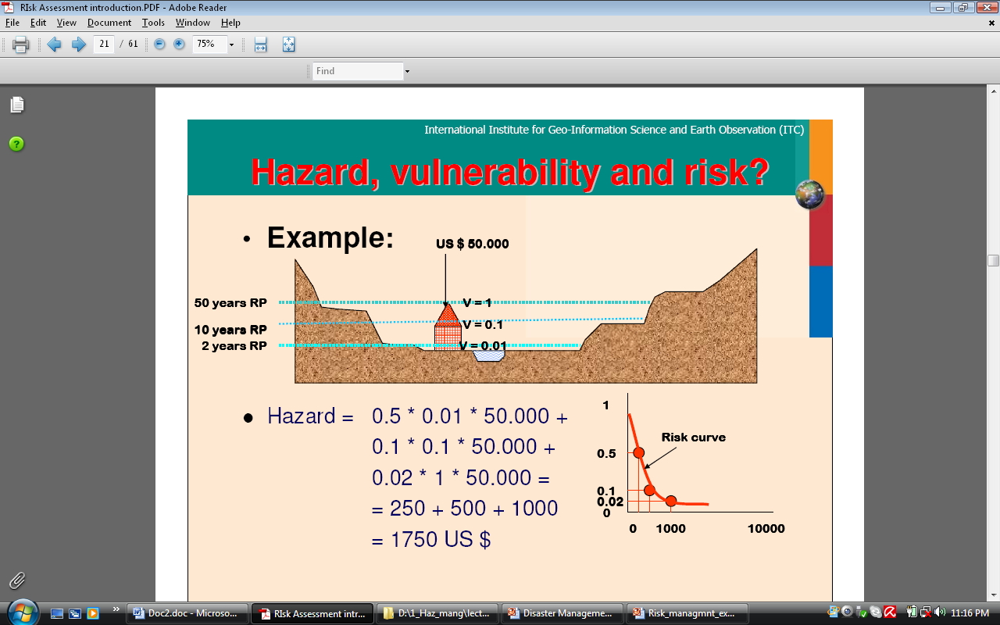 RIsk Assessment introduction.PDF - Adobe Reader
File Edit View Document Tools Window Help
21 / 61 75%
Find
International Institute for Geo-Information Science and Earth Observation (ITC)
Hazard, vulnerability and risk?
• Example:
US $ 50.000
50 years RP
V = 1
10 years RP
V = 0.1
2 years RP
V = 0.01
• Hazard = 0.5 * 0.01 * 50.000 +
0.1 * 0.1 * 50.000 +
0.02 * 1 * 50.000 =
= 250 + 500 + 1000
= 1750 US $
1
Risk curve
0.5
0.1
0.02
0
0 1000 10000
Doc2.doc - Microso... RIsk Assessment intr... D:\1_Haz_mang\lect... Disaster Manageme... Risk_managmnt_ex... 11:16 PM